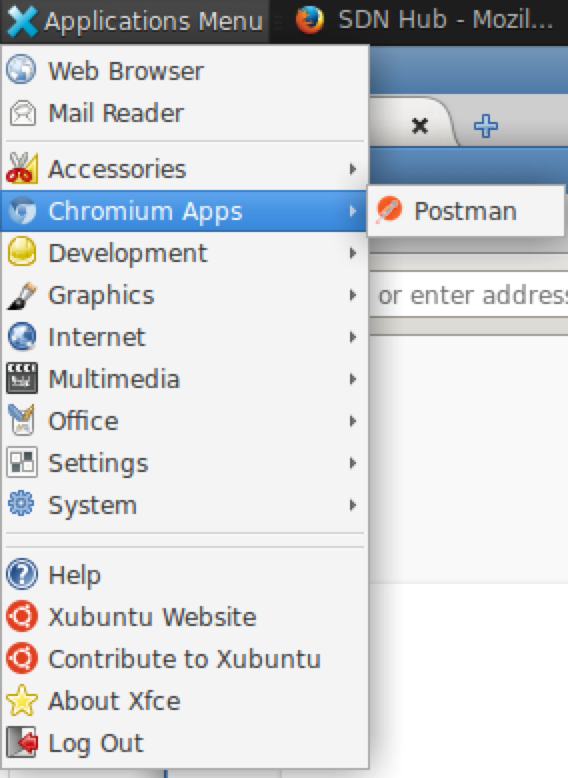 Applications Menu
SDN Hub - Mozil...
Web Browser
Mail Reader
Accessories
Chromium Apps
Postman
Development
Graphics
or enter address
Internet
Multimedia
Office
Settings
System
Help
Xubuntu Website
Contribute to Xubuntu
About Xfce
Log Out